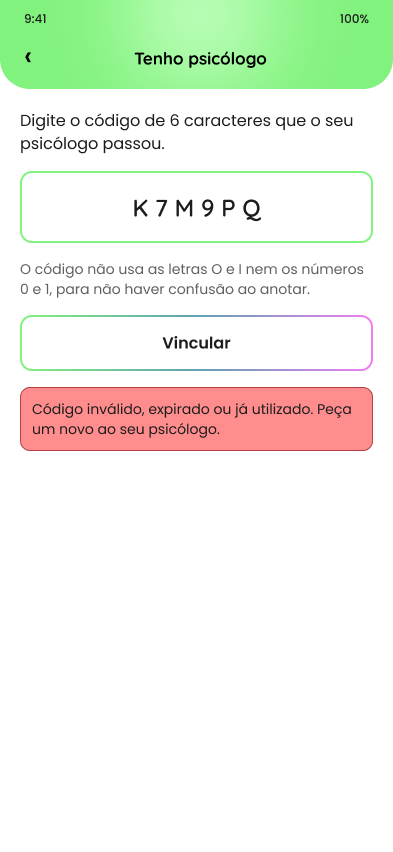 9:41 100%
‹ Tenho psicólogo
Digite o código de 6 caracteres que o seu
psicólogo passou.
K7M9PQ
O código não usa as letras O e I nem os números
0 e 1, para não haver confusão ao anotar.
Vincular
Código inválido, expirado ou já utilizado. Peça
um novo ao seu psicólogo.